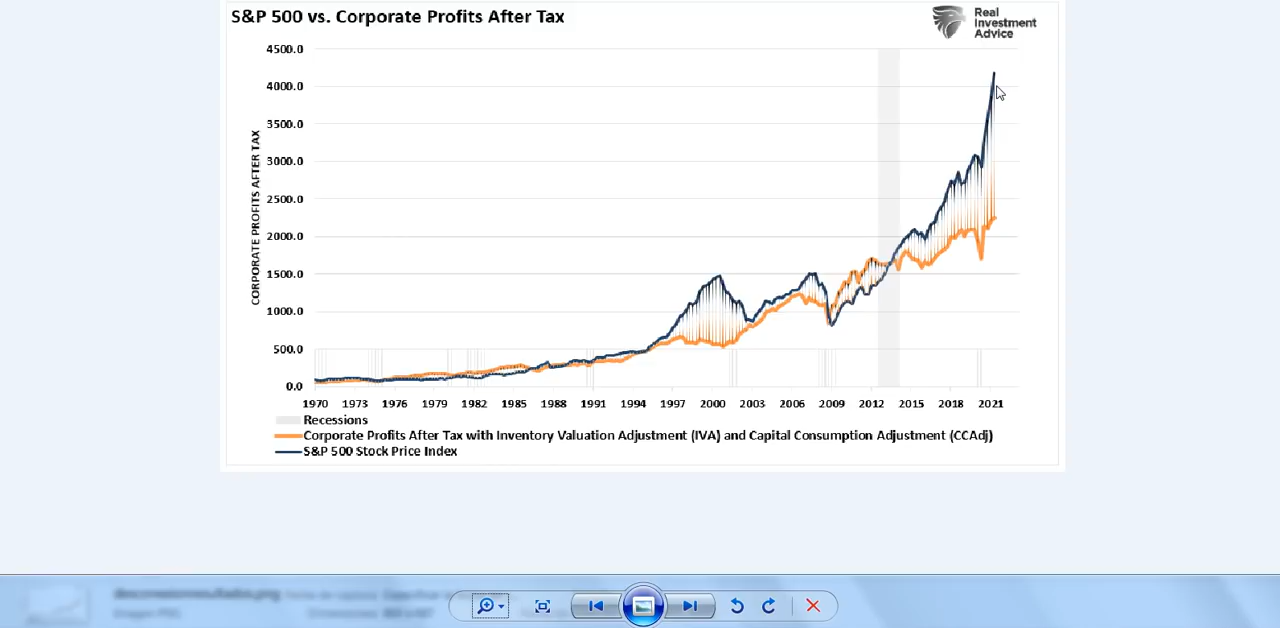 S&P 500 vs. Corporate Profits After Tax
Real
Investment
Advice
CORPORATE PROFITS AFTER TAX
4500.0
4000.0
3500.0
3000.0
2500.0
2000.0
1500.0
1000.0
500.0
0.0
1970 1973 1976 1979 1982 1985 1988 1991 1994 1997 2000 2003 2006 2009 2012 2015 2018 2021
Recessions
Corporate Profits After Tax with Inventory Valuation Adjustment (IVA) and Capital Consumption Adjustment (CCAdj)
S&P 500 Stock Price Index